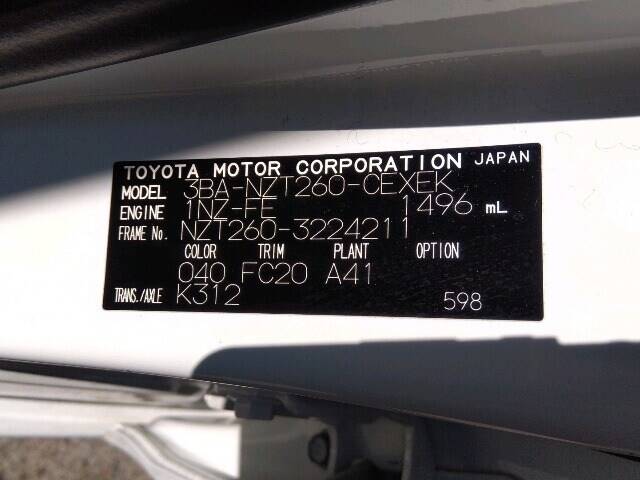 TOYOTA MOTOR CORPORATION JAPAN
MODEL 3BA-NZT260-CEXEK
ENGINE 1NZ-FE 1496 mL
FRAME No. NZT260-3224211
COLOR TRIM PLANT OPTION
040 FC20 A41
TRANS./AXLE K312 598